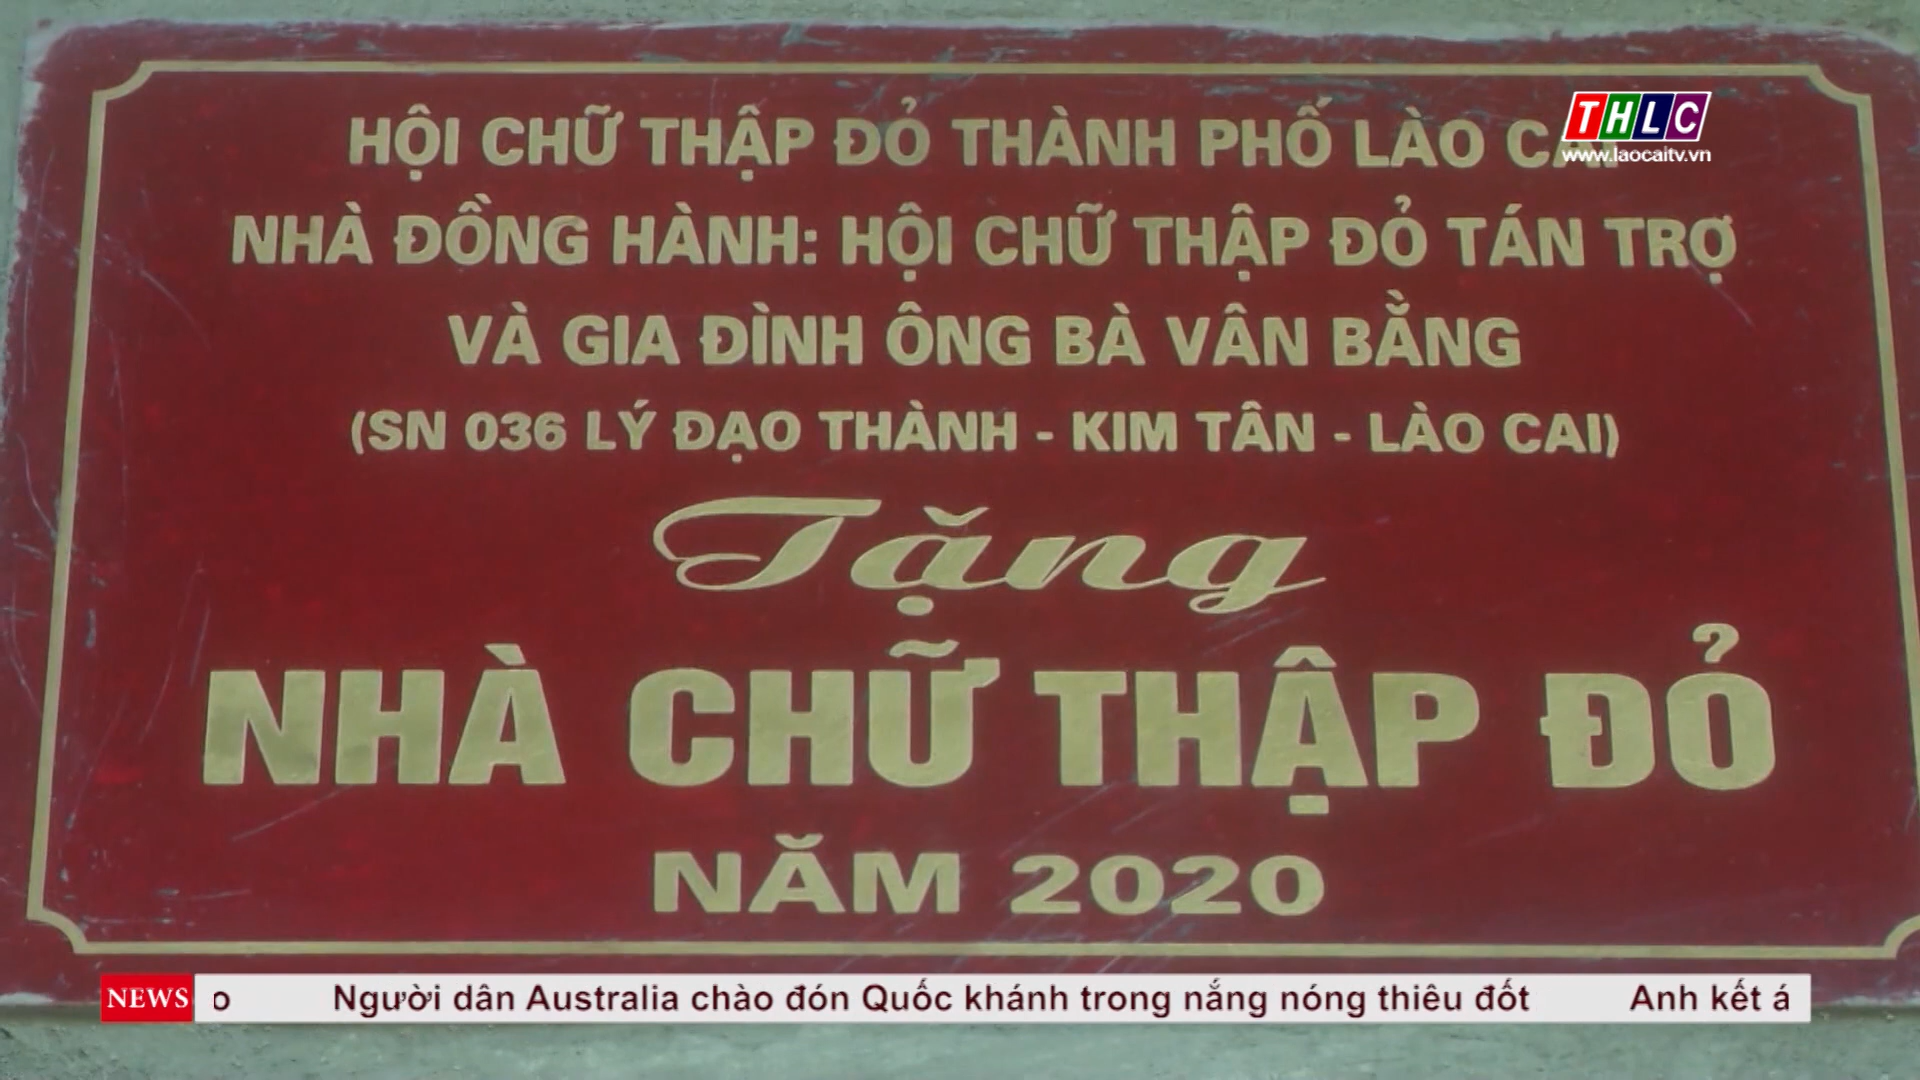 HỘI CHỮ THẬP ĐỎ THÀNH PHỐ LÀO CAI
THLC
www.laocaitv.vn
NHÀ ĐỒNG HÀNH: HỘI CHỮ THẬP ĐỎ TÁN TRỢ
VÀ GIA ĐÌNH ÔNG BÀ VÂN BẰNG
(SN 036 LÝ ĐẠO THÀNH - KIM TÂN - LÀO CAI)
Tặng
NHÀ CHỮ THẬP ĐỎ
NĂM 2020
NEWS o Người dân Australia chào đón Quốc khánh trong nắng nóng thiêu đốt Anh kết á